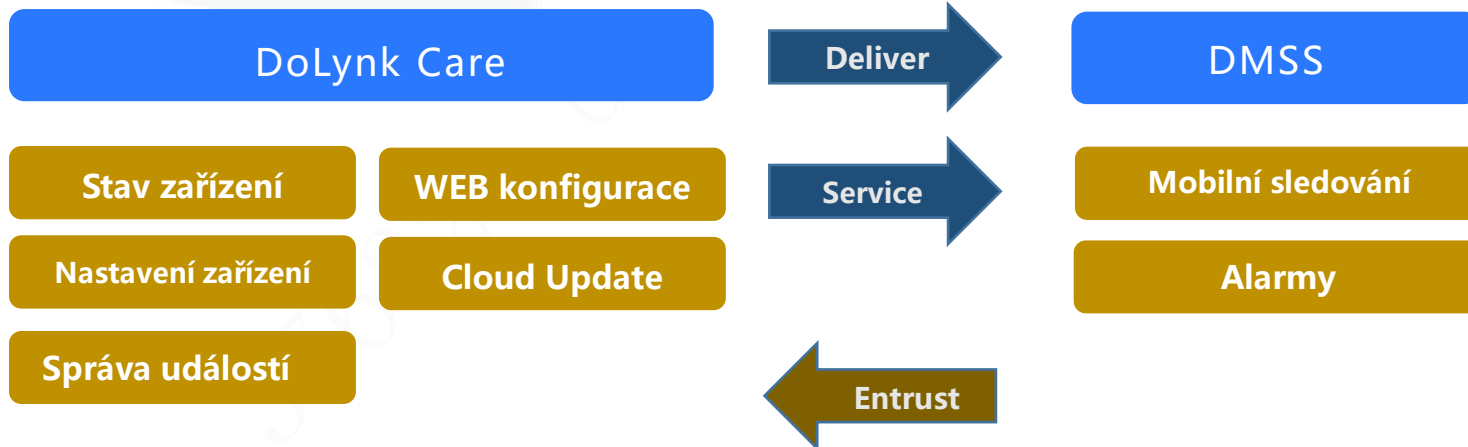 DoLynk Care
Deliver
DMSS
Stav zařízení
WEB konfigurace
Service
Mobilní sledování
Nastavení zařízení
Cloud Update
Alarmy
Správa událostí
Entrust